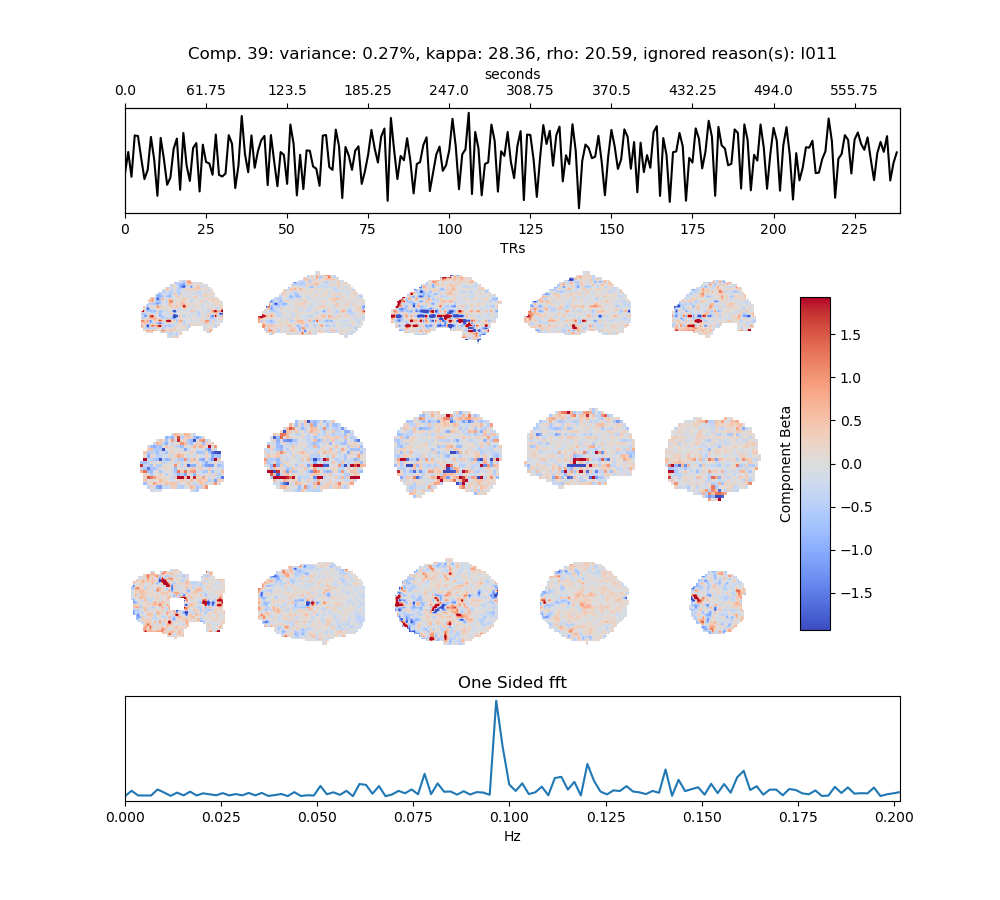 Comp. 39: variance: 0.27%, kappa: 28.36, rho: 20.59, ignored reason(s): I011
seconds
0.0 61.75 123.5 185.25 247.0 308.75 370.5 432.25 494.0 555.75
0 25 50 75 100 125 150 175 200 225
TRs
1.5
1.0
0.5
0.0
−0.5
−1.0
−1.5
Component Beta
One Sided fft
0.000 0.025 0.050 0.075 0.100 0.125 0.150 0.175 0.200
Hz